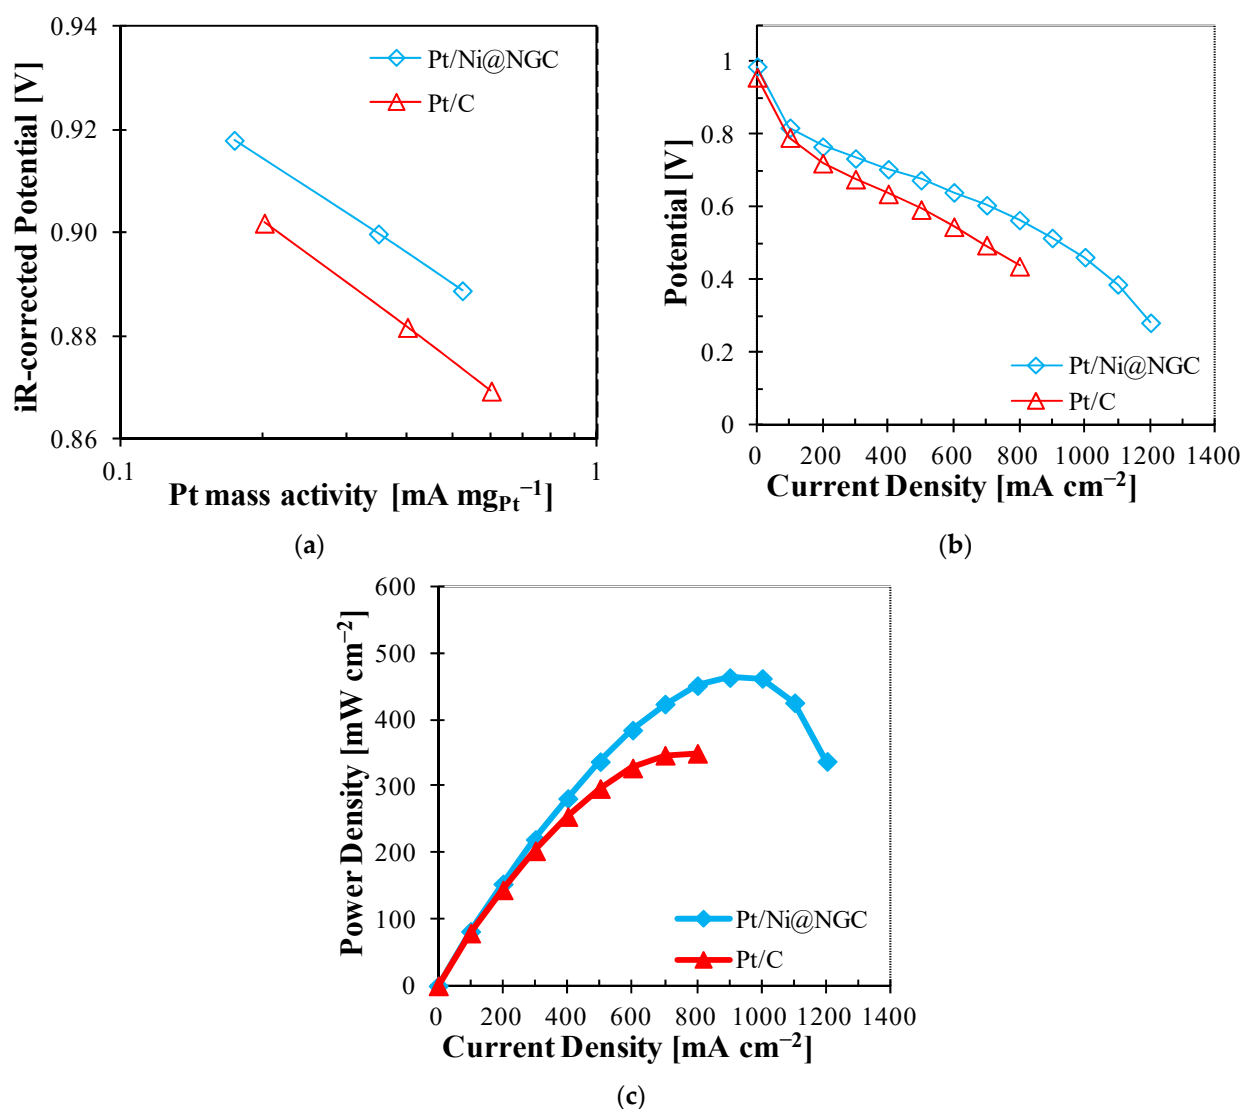 iR-corrected Potential [V]
0.94
0.92
0.90
0.88
0.86
0.1
1
Pt/Ni@NGC
Pt/C
Pt mass activity [mA mgPt−1]
(a)
Potential [V]
1
0.8
0.6
0.4
0.2
0
0 200 400 600 800 1000 1200 1400
Pt/Ni@NGC
Pt/C
Current Density [mA cm−2]
(b)
Power Density [mW cm−2]
600
500
400
300
200
100
0
0 200 400 600 800 1000 1200 1400
Pt/Ni@NGC
Pt/C
Current Density [mA cm−2]
(c)